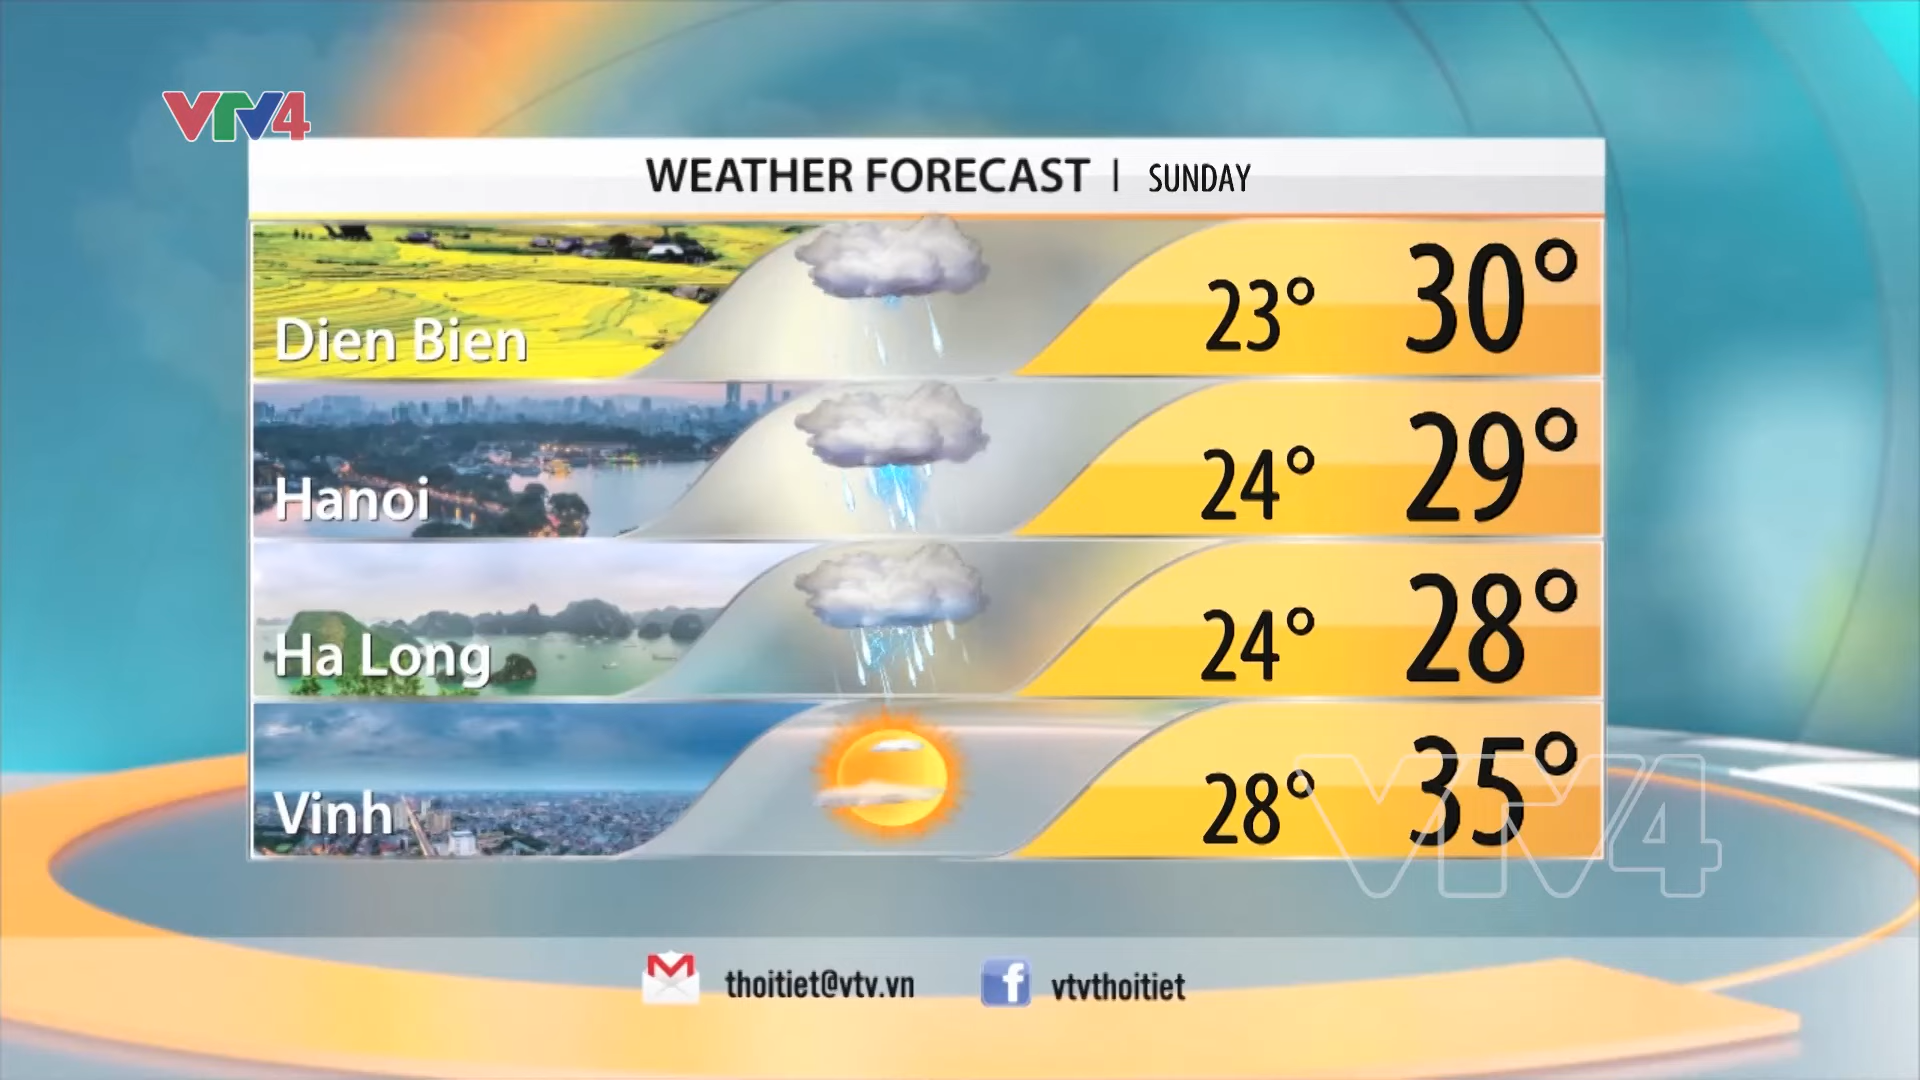 VTV4
WEATHER FORECAST | SUNDAY
Dien Bien 23° 30°
Hanoi 24° 29°
Ha Long 24° 28°
Vinh 28° 35°
VTV4
thoitiet@vtv.vn f vtvthoitiet